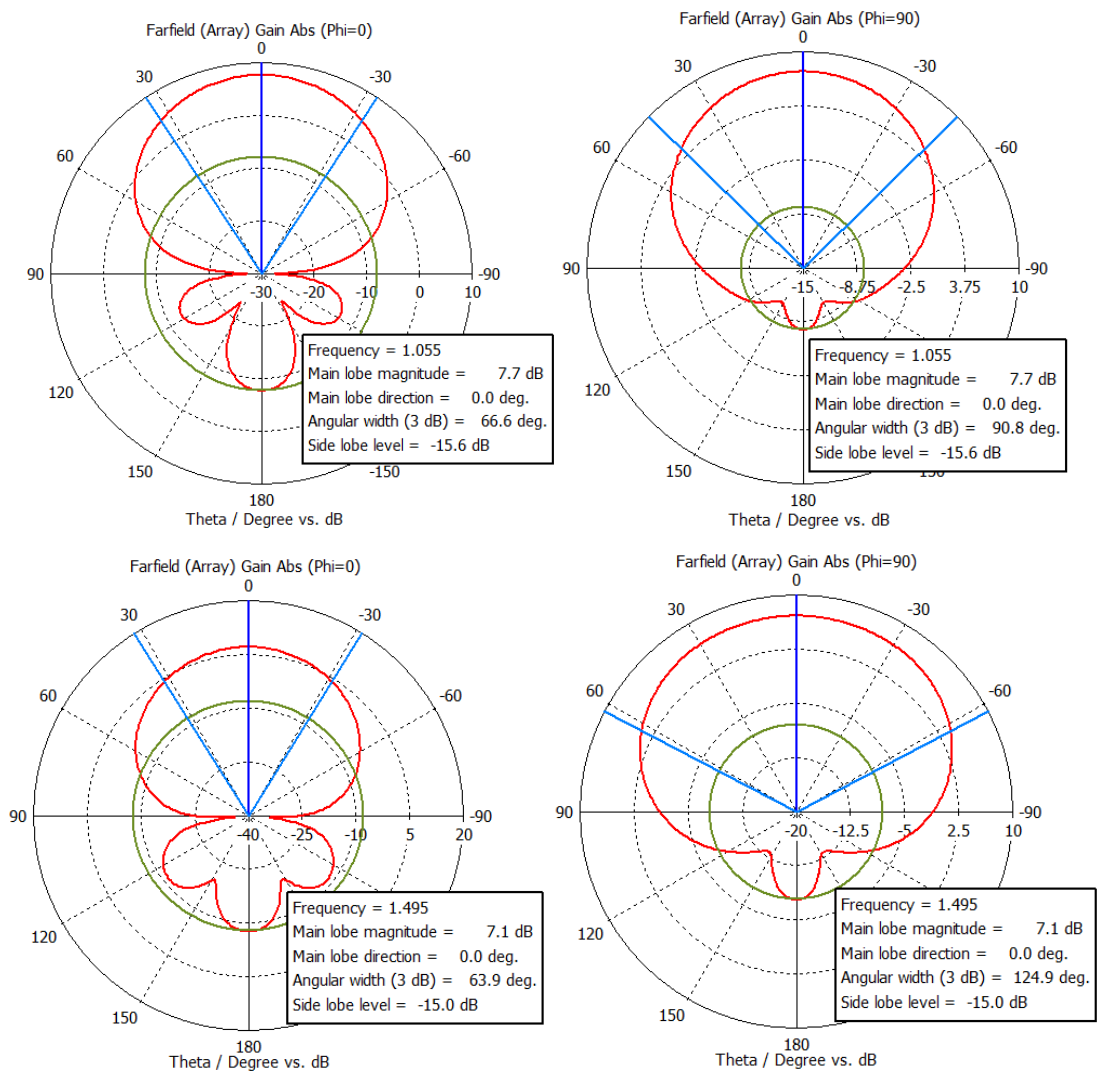 Farfield (Array) Gain Abs (Phi=0)
0
30 -30
60 -60
90 -30 -20 -10 0 10 -90
120
150 -150
180
Theta / Degree vs. dB
Frequency = 1.055
Main lobe magnitude = 7.7 dB
Main lobe direction = 0.0 deg.
Angular width (3 dB) = 66.6 deg.
Side lobe level = -15.6 dB
Farfield (Array) Gain Abs (Phi=90)
0
30 -30
60 -60
90 -15 -8.75 -2.5 3.75 10 -90
120
150
180
Theta / Degree vs. dB
Frequency = 1.055
Main lobe magnitude = 7.7 dB
Main lobe direction = 0.0 deg.
Angular width (3 dB) = 90.8 deg.
Side lobe level = -15.6 dB
Farfield (Array) Gain Abs (Phi=0)
0
30 -30
60 -60
90 -40 -25 -10 5 20 -90
120
150
180
Theta / Degree vs. dB
Frequency = 1.495
Main lobe magnitude = 7.1 dB
Main lobe direction = 0.0 deg.
Angular width (3 dB) = 63.9 deg.
Side lobe level = -15.0 dB
Farfield (Array) Gain Abs (Phi=90)
0
30 -30
60 -60
90 -20 -12.5 -5 2.5 10 -90
120
150
180
Theta / Degree vs. dB
Frequency = 1.495
Main lobe magnitude = 7.1 dB
Main lobe direction = 0.0 deg.
Angular width (3 dB) = 124.9 deg.
Side lobe level = -15.0 dB